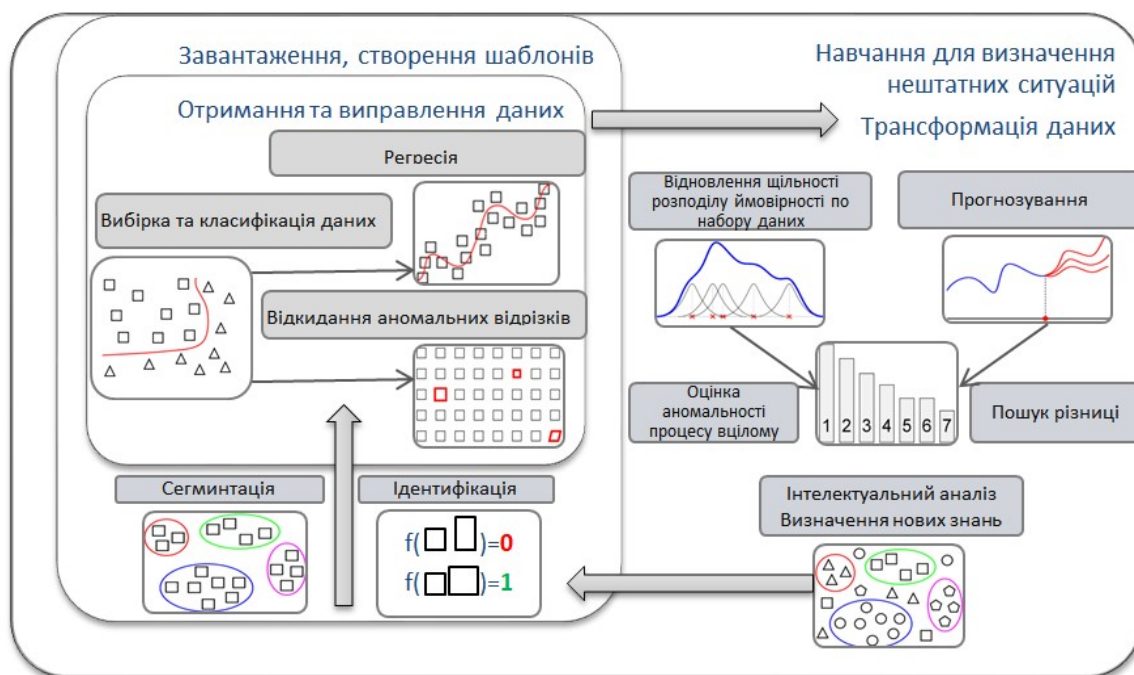 Завантаження, створення шаблонів
Отримання та виправлення даних
Регресія
Вибірка та класифікація даних
Відкидання аномальних відрізків
Сегминтація
Ідентифікація
f( )=0
f( )=1
Навчання для визначення
нештатних ситуацій
Трансформація даних
Відновлення щільності
розподілу ймовірності по
набору даних
Прогнозування
Оцінка
аномальності
процесу вцілому
1 2 3 4 5 6 7
Пошук різниці
Інтелектуальний аналіз
Визначення нових знань